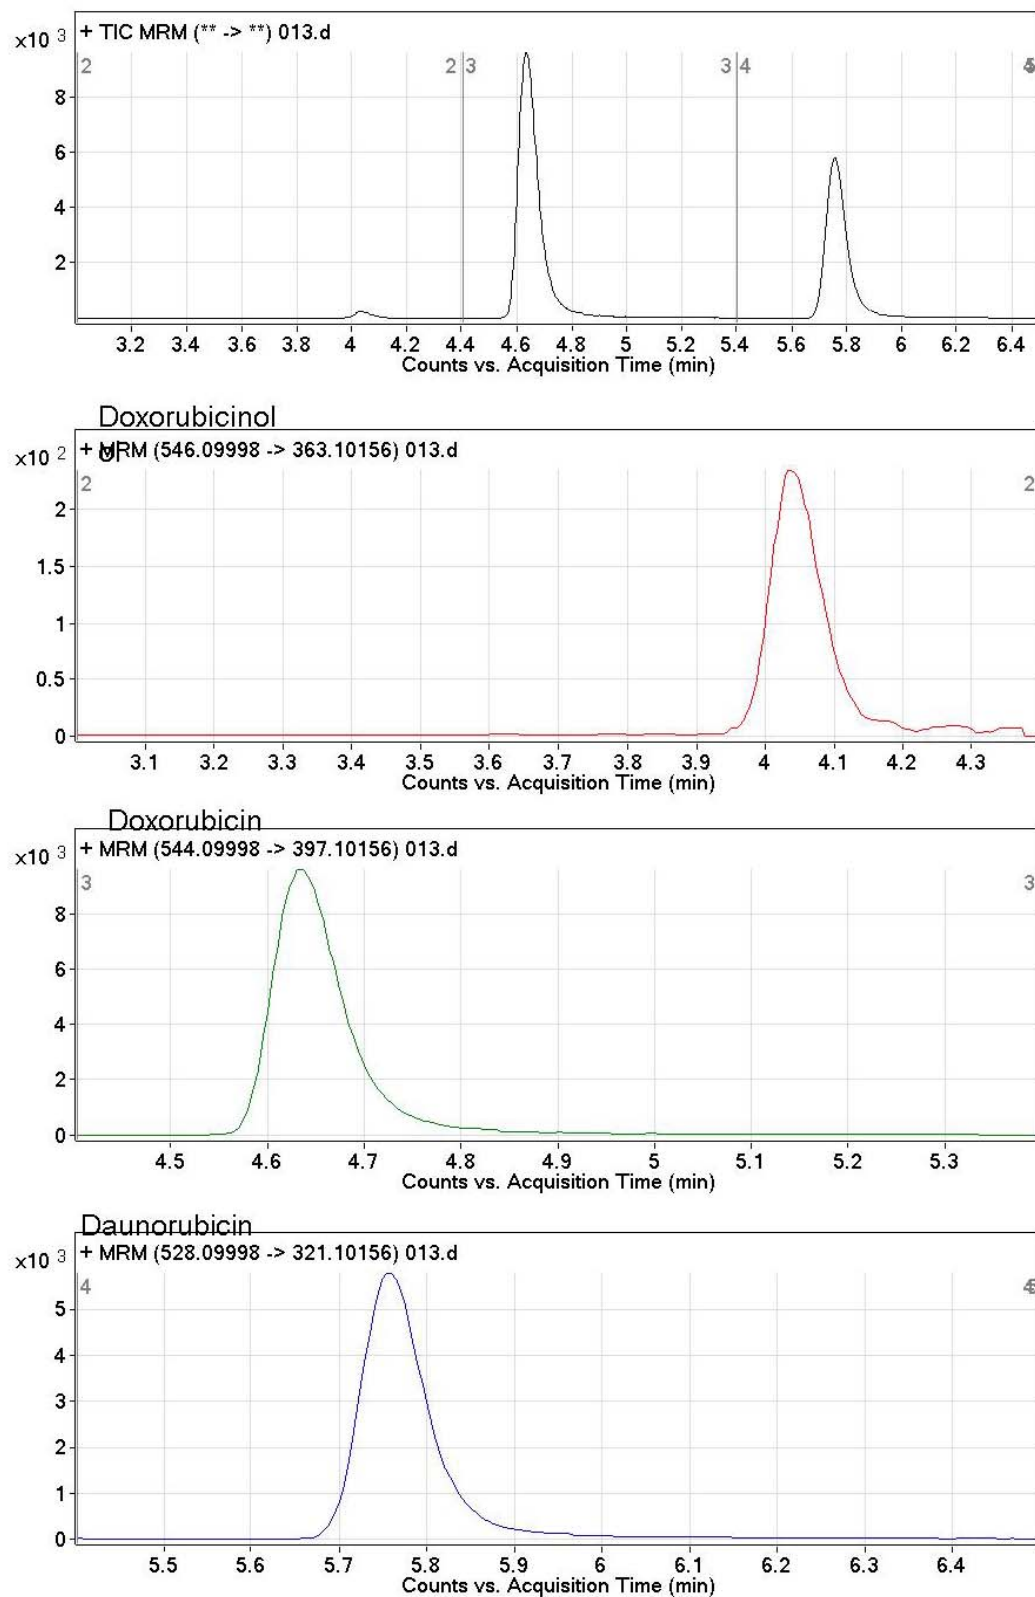 + TIC MRM (** -> **) 013.d
x10 3
2 2 3 3 4 4 5
8
6
4
2
3.2 3.4 3.6 3.8 4 4.2 4.4 4.6 4.8 5 5.2 5.4 5.6 5.8 6 6.2 6.4
Counts vs. Acquisition Time (min)
Doxorubicinol
ol
+ MRM (546.09998 -> 363.10156) 013.d
x10 2
2 2
2
1.5
1
0.5
0
3.1 3.2 3.3 3.4 3.5 3.6 3.7 3.8 3.9 4 4.1 4.2 4.3
Counts vs. Acquisition Time (min)
Doxorubicin
+ MRM (544.09998 -> 397.10156) 013.d
x10 3
3 3
8
6
4
2
0
4.5 4.6 4.7 4.8 4.9 5 5.1 5.2 5.3
Counts vs. Acquisition Time (min)
Daunorubicin
+ MRM (528.09998 -> 321.10156) 013.d
x10 3
4 4 5
5
4
3
2
1
0
5.5 5.6 5.7 5.8 5.9 6 6.1 6.2 6.3 6.4
Counts vs. Acquisition Time (min)